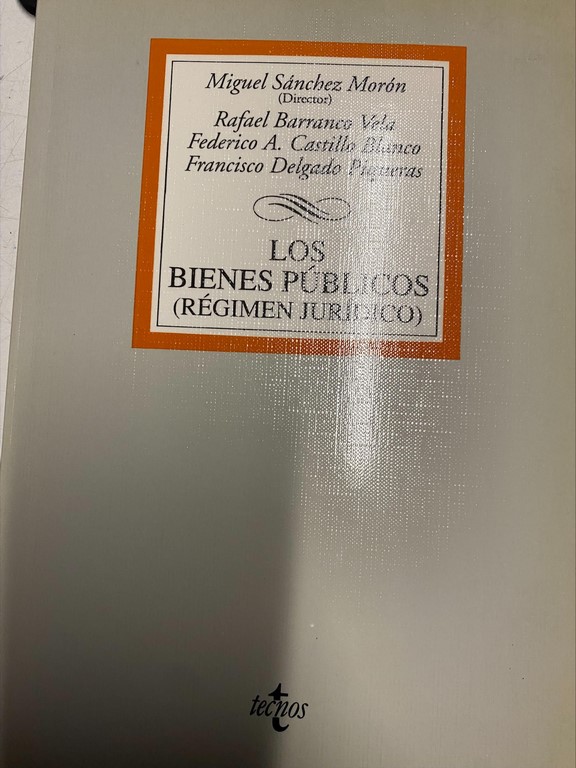 Miguel Sánchez Morón
(Director)
Rafael Barranco Vela
Federico A. Castillo Blanco
Francisco Delgado Piqueras
LOS
BIENES PÚBLICOS
(RÉGIMEN JURÍDICO)
tecnos